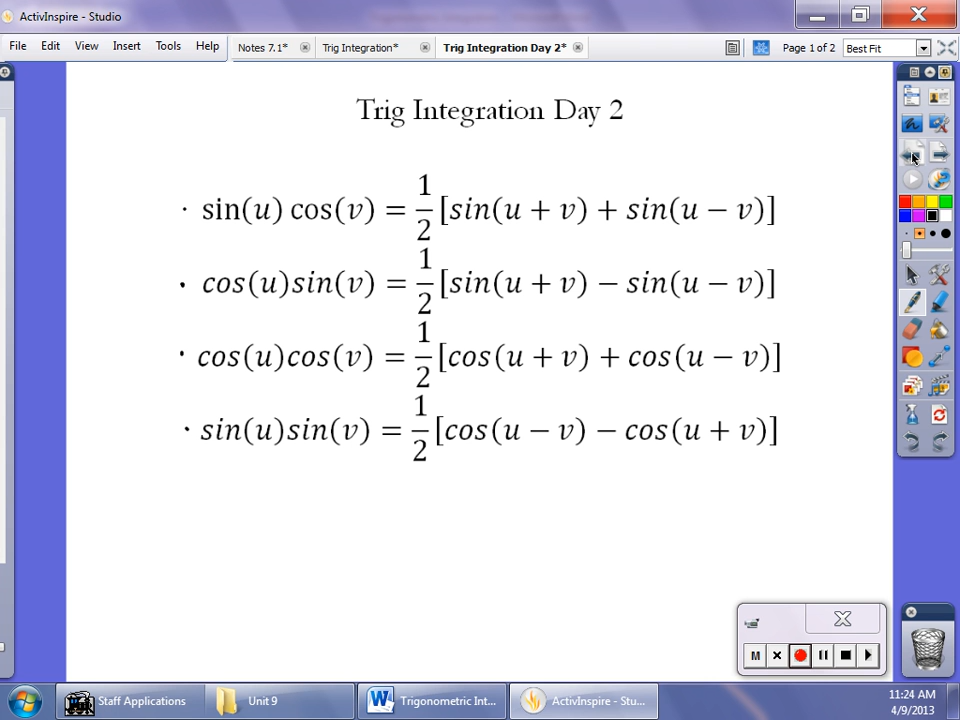 ActivInspire - Studio
File Edit View Insert Tools Help
Notes 7.1* Trig Integration* Trig Integration Day 2*
Page 1 of 2 Best Fit
Trig Integration Day 2
· sin(u) cos(v) = 1/2 [sin(u + v) + sin(u − v)]
· cos(u)sin(v) = 1/2 [sin(u + v) − sin(u − v)]
· cos(u)cos(v) = 1/2 [cos(u + v) + cos(u − v)]
· sin(u)sin(v) = 1/2 [cos(u − v) − cos(u + v)]
M
Staff Applications Unit 9 Trigonometric Int... ActivInspire - Stu...
11:24 AM
4/9/2013